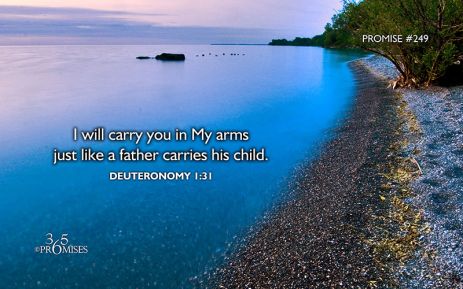 PROMISE #249
I will carry you in My arms
just like a father carries his child.
DEUTERONOMY 1:31
365
©PROMISES